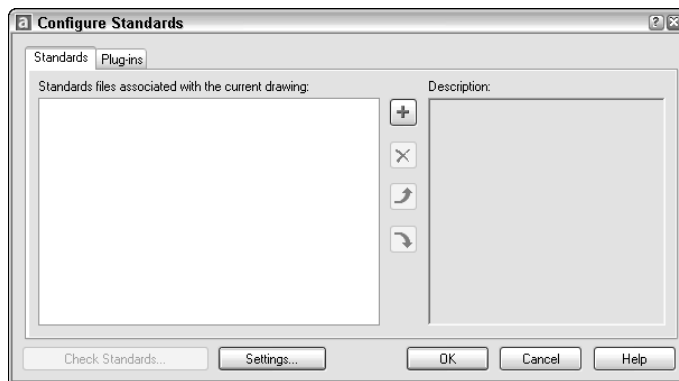 a Configure Standards
Standards Plug-ins
Standards files associated with the current drawing: Description:
Check Standards... Settings... OK Cancel Help